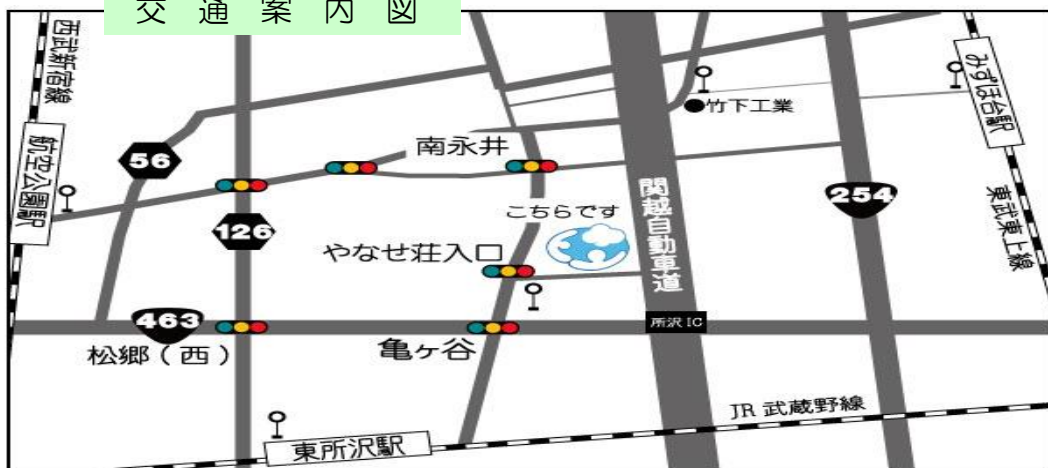 交通案内図
西武新宿線
航空公園駅
みずほ台駅
東武東上線
竹下工業
56
南永井
関越自動車道
254
126
こちらです
やなせ荘入口
463
所沢 IC
松郷（西）
亀ヶ谷
JR 武蔵野線
東所沢駅